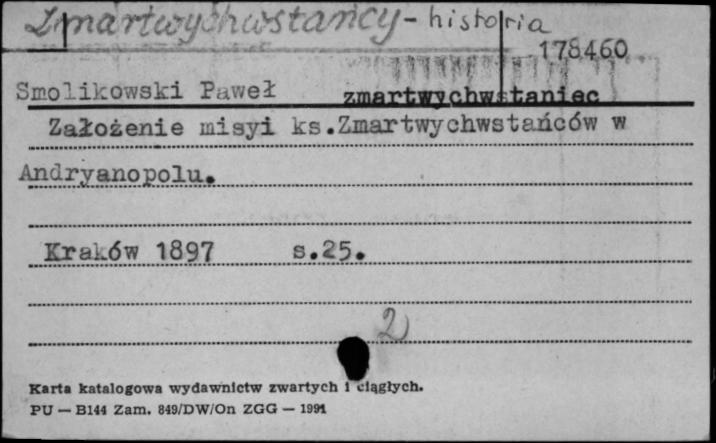 Zmartwychwstańcy - historia
178460
Smolikowski Paweł zmartwychwstaniec
Założenie misyi ks.Zmartwychwstańców w
Andryanopolu.
Kraków 1897 s.25.
2
Karta katalogowa wydawnictw zwartych i ciągłych.
PU — B144 Zam. 849/DW/On ZGG — 1991